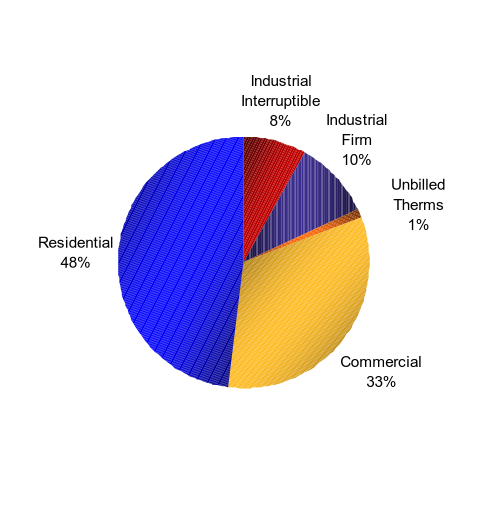 Industrial
Interruptible
8%
Industrial
Firm
10%
Unbilled
Therms
1%
Residential
48%
Commercial
33%